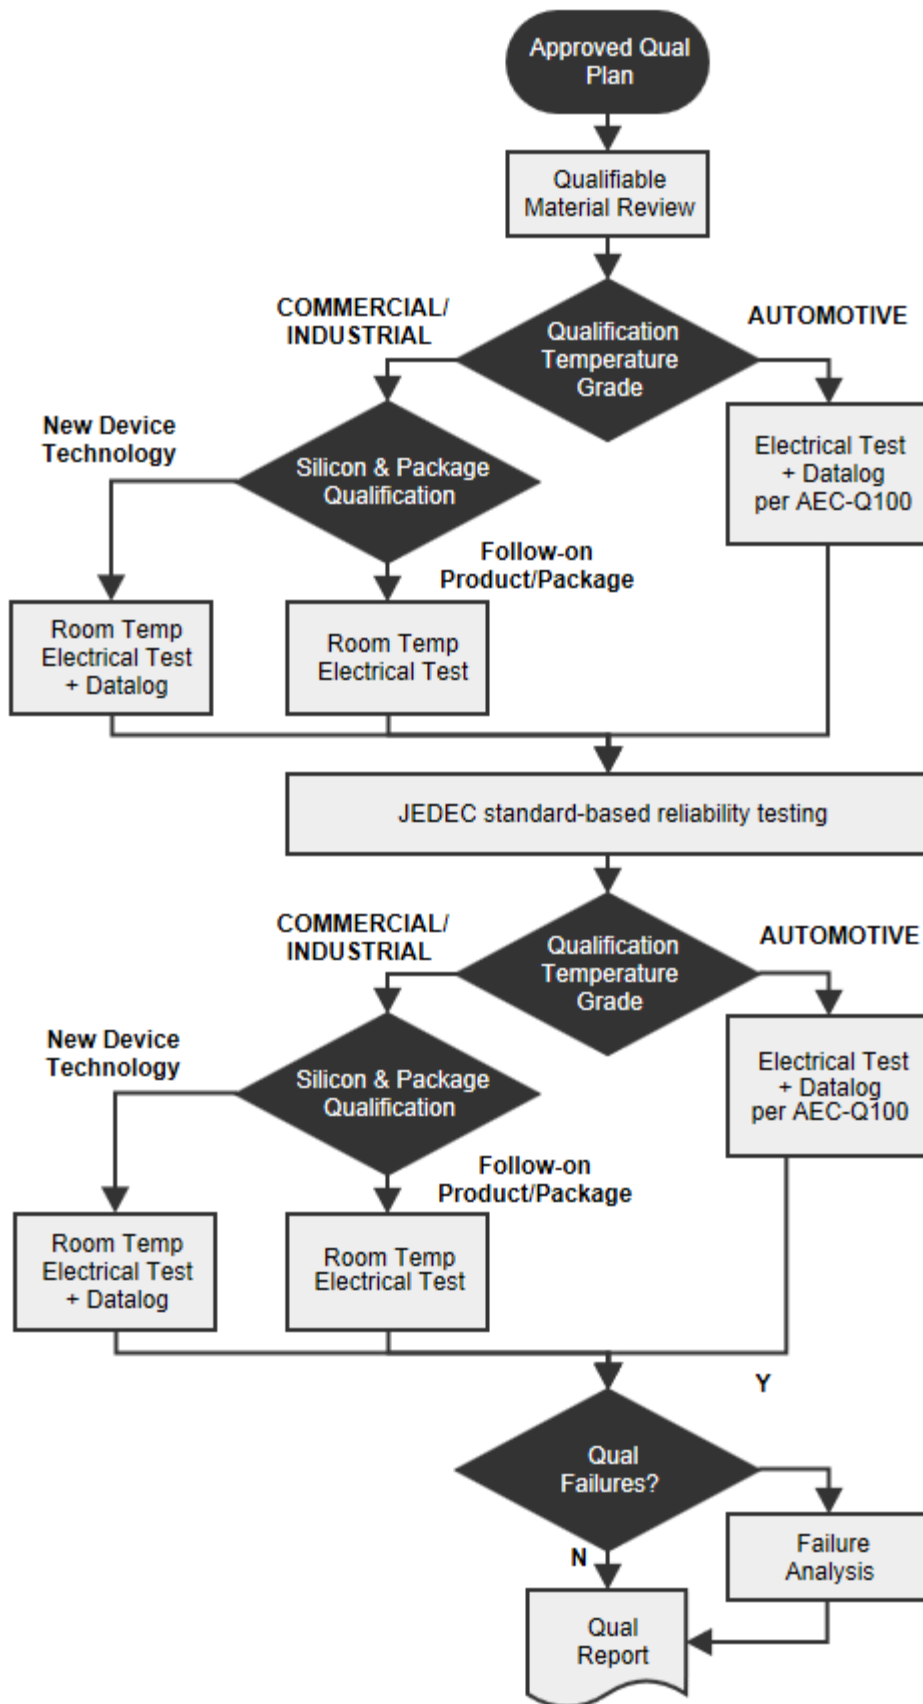 Approved Qual
Plan
Qualifiable
Material Review
COMMERCIAL/
INDUSTRIAL
Qualification
Temperature
Grade
AUTOMOTIVE
New Device
Technology
Silicon & Package
Qualification
Electrical Test
+ Datalog
per AEC-Q100
Follow-on
Product/Package
Room Temp
Electrical Test
+ Datalog
Room Temp
Electrical Test
JEDEC standard-based reliability testing
COMMERCIAL/
INDUSTRIAL
Qualification
Temperature
Grade
AUTOMOTIVE
New Device
Technology
Silicon & Package
Qualification
Electrical Test
+ Datalog
per AEC-Q100
Follow-on
Product/Package
Room Temp
Electrical Test
+ Datalog
Room Temp
Electrical Test
Y
Qual
Failures?
N
Failure
Analysis
Qual
Report